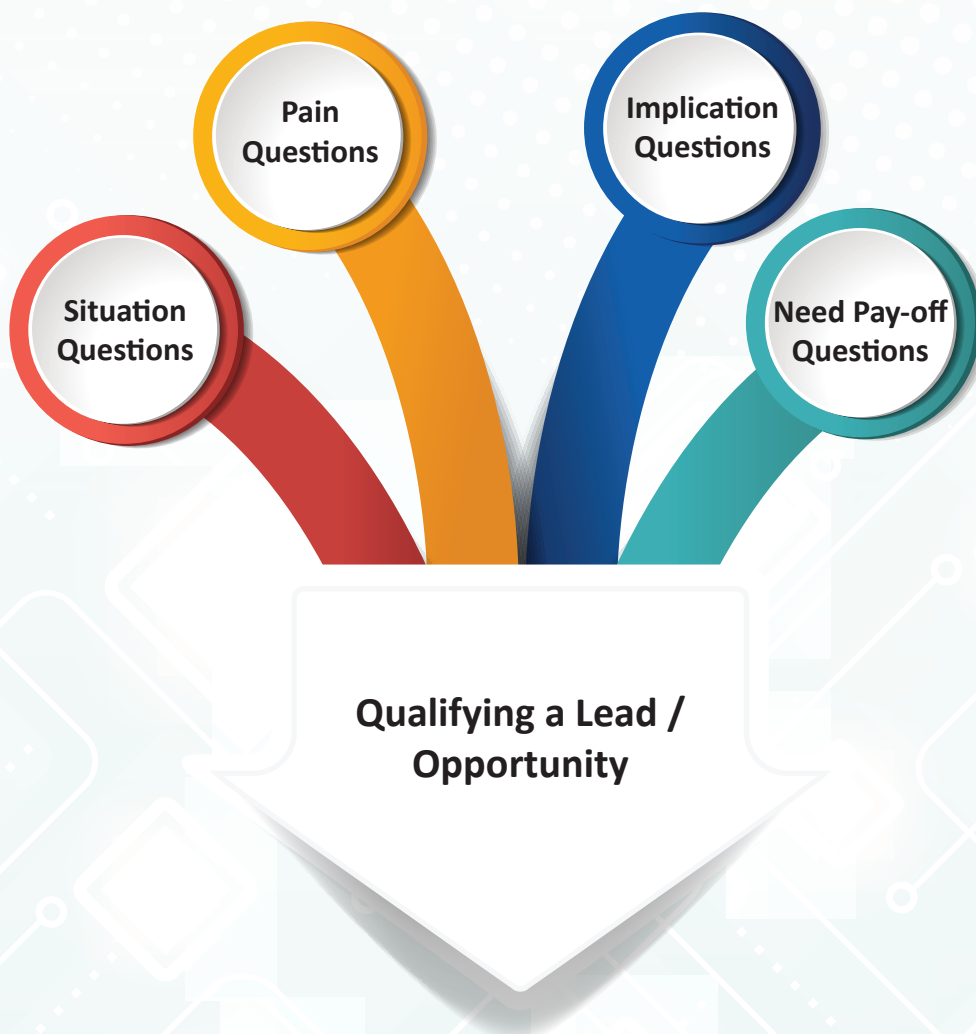 Pain
Questions
Implication
Questions
Situation
Questions
Need Pay-off
Questions
Qualifying a Lead /
Opportunity